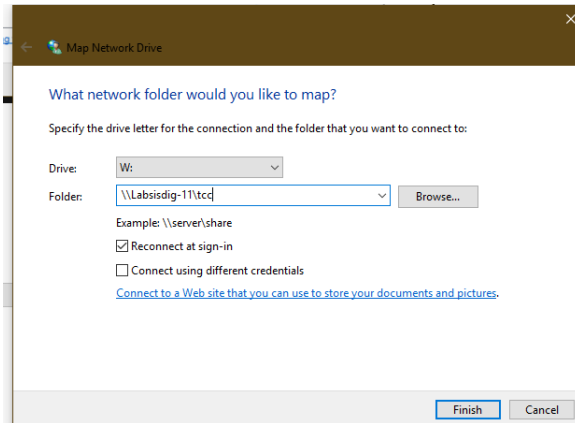 Map Network Drive
What network folder would you like to map?
Specify the drive letter for the connection and the folder that you want to connect to:
Drive: W:
Folder: \\Labsisdig-11\tcc Browse...
Example: \\server\share
Reconnect at sign-in
Connect using different credentials
Connect to a Web site that you can use to store your documents and pictures.
Finish Cancel